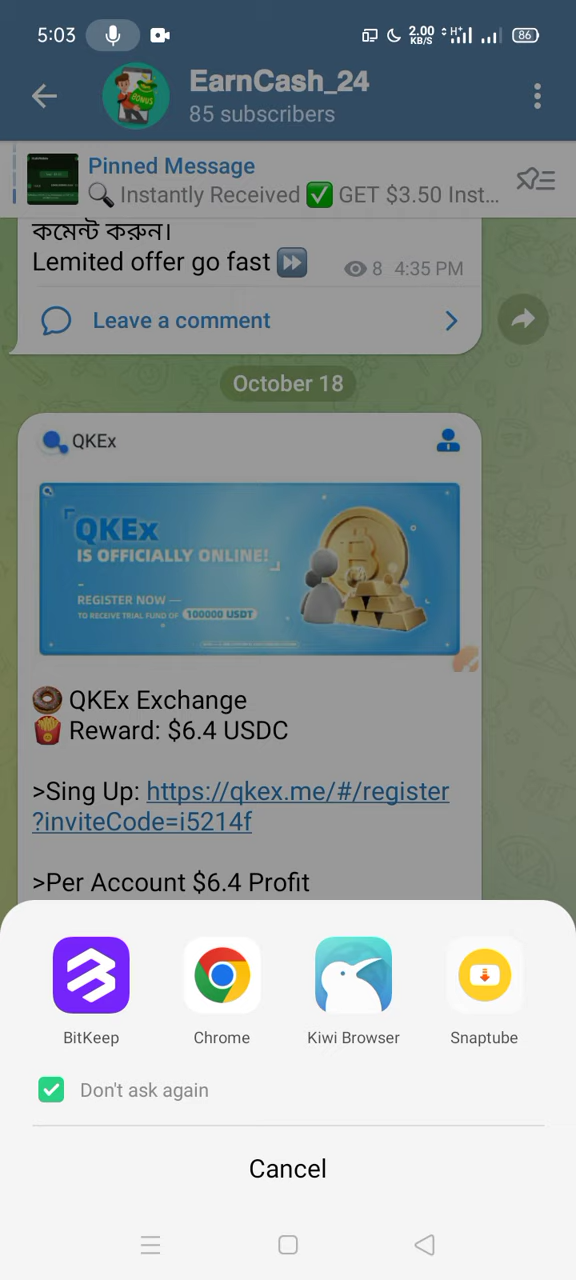 5:03
2.00
KB/S
H+
86
EarnCash_24
85 subscribers
Pinned Message
🔍 Instantly Received ✅ GET $3.50 Inst...
কমেন্ট করুন।
Lemited offer go fast ⏩
8 4:35 PM
Leave a comment
October 18
QKEx
BONUS
QKEx
IS OFFICIALLY ONLINE!
REGISTER NOW —
TO RECEIVE TRIAL FUND OF 100000 USDT
🍩 QKEx Exchange
🍟 Reward: $6.4 USDC
>Sing Up: https://qkex.me/#/register
?inviteCode=i5214f
>Per Account $6.4 Profit
BitKeep
Chrome
Kiwi Browser
Snaptube
Don't ask again
Cancel